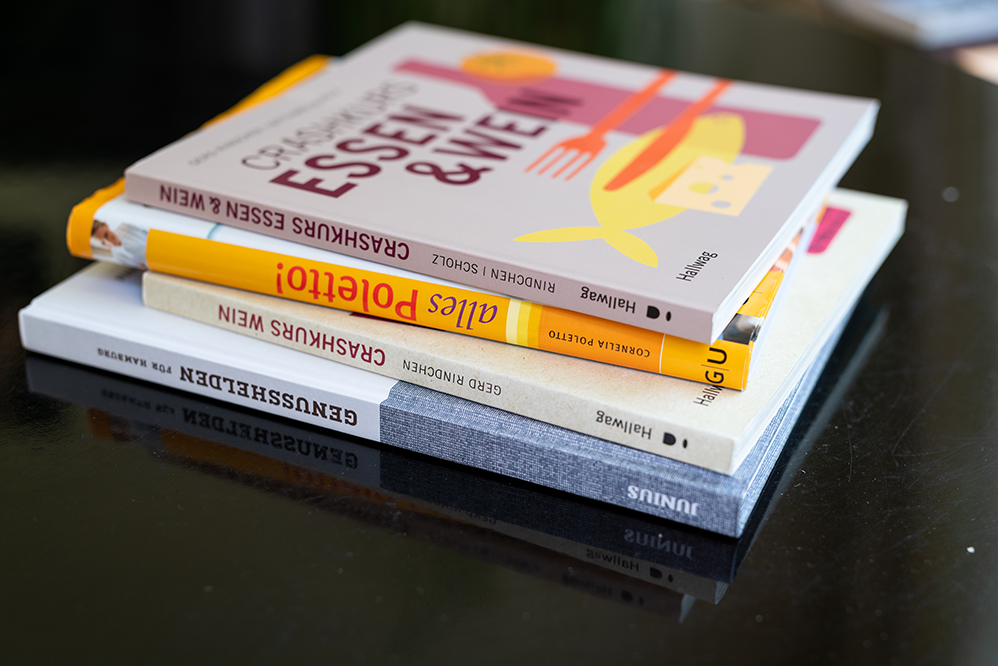 CRASHKURS
ESSEN
& WEIN
Hallwag
CRASHKURS ESSEN & WEIN
RINDCHEN | SCHOLZ
Hallwag
alles Poletto!
CORNELIA POLETTO
G|U
CRASHKURS WEIN
GERD RINDCHEN
Hallwag
GENUSSHELDEN FÜR HAMBURG
JUNIUS